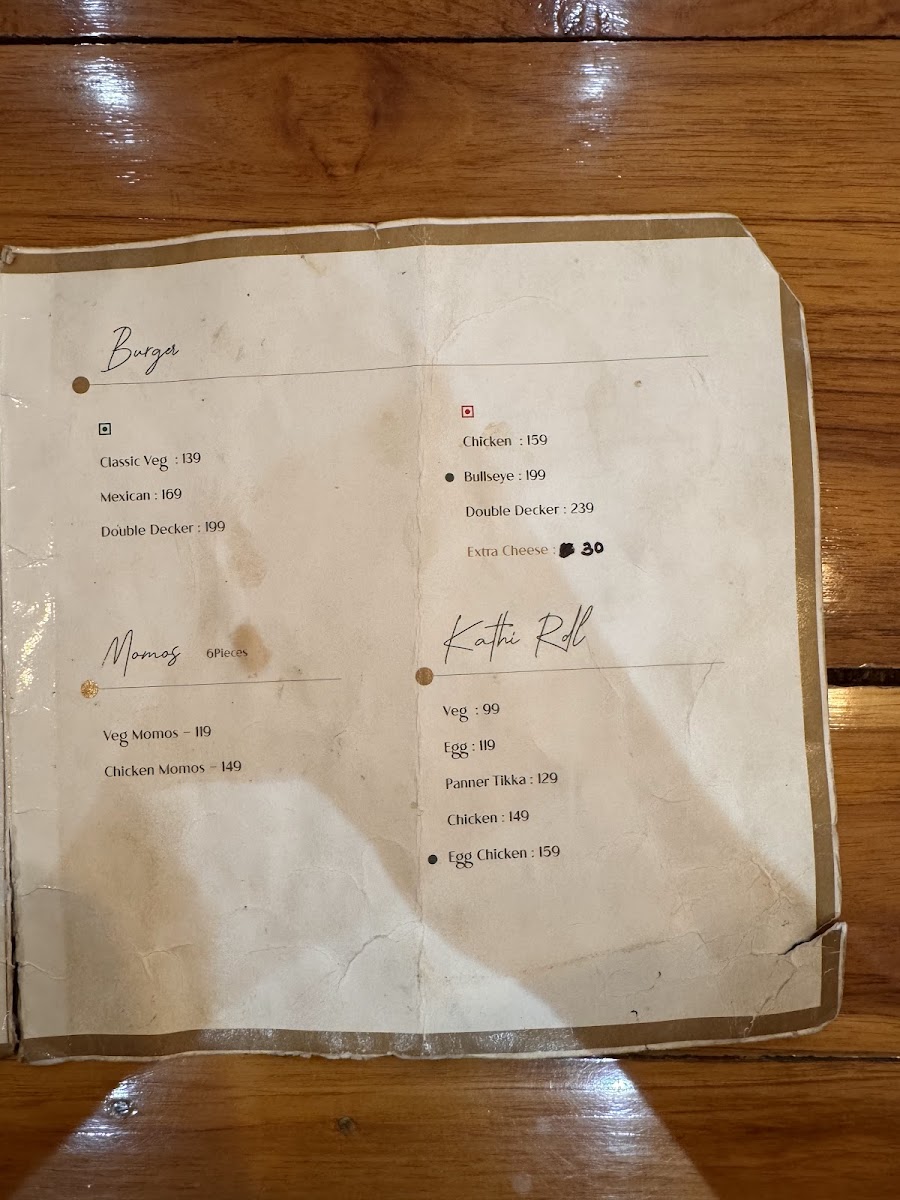 Burger
Classic Veg : 139
Mexican : 169
Double Decker : 199
Chicken : 159
Bullseye : 199
Double Decker : 239
Extra Cheese : 30
Momos 6Pieces
Veg Momos – 119
Chicken Momos – 149
Kathi Roll
Veg : 99
Egg : 119
Panner Tikka : 129
Chicken : 149
Egg Chicken : 159